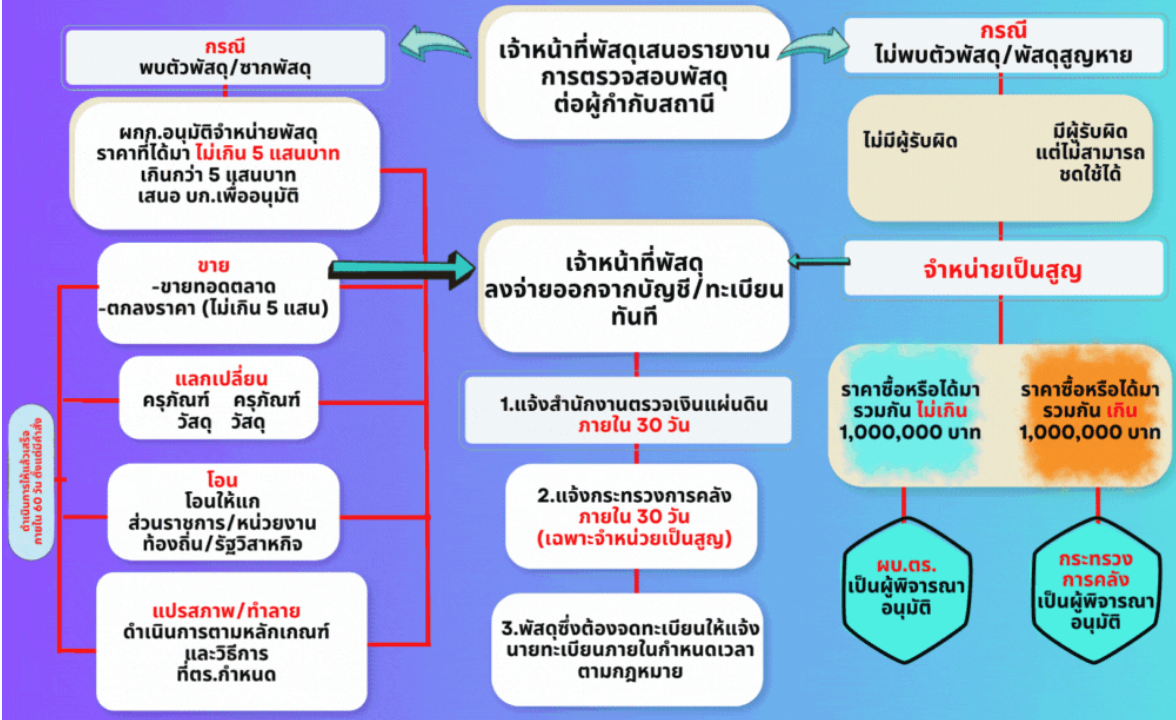 เจ้าหน้าที่พัสดุเสนอรายงาน
การตรวจสอบพัสดุ
ต่อผู้กำกับสถานี
กรณี
พบตัวพัสดุ/ซากพัสดุ
ผกก.อนุมัติจำหน่ายพัสดุ
ราคาที่ได้มา ไม่เกิน 5 แสนบาท
เกินกว่า 5 แสนบาท
เสนอ บก.เพื่ออนุมัติ
ขาย
-ขายทอดตลาด
-ตกลงราคา (ไม่เกิน 5 แสน)
แลกเปลี่ยน
ครุภัณฑ์ ครุภัณฑ์
วัสดุ วัสดุ
โอน
โอนให้แก
ส่วนราชการ/หน่วยงาน
ท้องถิ่น/รัฐวิสาหกิจ
แปรสภาพ/ทำลาย
ดำเนินการตามหลักเกณฑ์
และวิธีการ
ที่ตร.กำหนด
ดำเนินการให้แล้วเสร็จ
ภายใน 60 วัน ตั้งแต่มีคำสั่ง
เจ้าหน้าที่พัสดุ
ลงจ่ายออกจากบัญชี/ทะเบียน
ทันที
1.แจ้งสำนักงานตรวจเงินแผ่นดิน
ภายใน 30 วัน
2.แจ้งกระทรวงการคลัง
ภายใน 30 วัน
(เฉพาะจำหน่วยเป็นสูญ)
3.พัสดุซึ่งต้องจดทะเบียนให้แจ้ง
นายทะเบียนภายในกำหนดเวลา
ตามกฎหมาย
กรณี
ไม่พบตัวพัสดุ/พัสดุสูญหาย
ไม่มีผู้รับผิด
มีผู้รับผิด
แต่ไม่สามารถ
ชดใช้ได้
จำหน่ายเป็นสูญ
ราคาซื้อหรือได้มา
รวมกัน ไม่เกิน
1,000,000 บาท
ราคาซื้อหรือได้มา
รวมกัน เกิน
1,000,000 บาท
ผบ.ตร.
เป็นผู้พิจารณา
อนุมัติ
กระทรวง
การคลัง
เป็นผู้พิจารณา
อนุมัติ